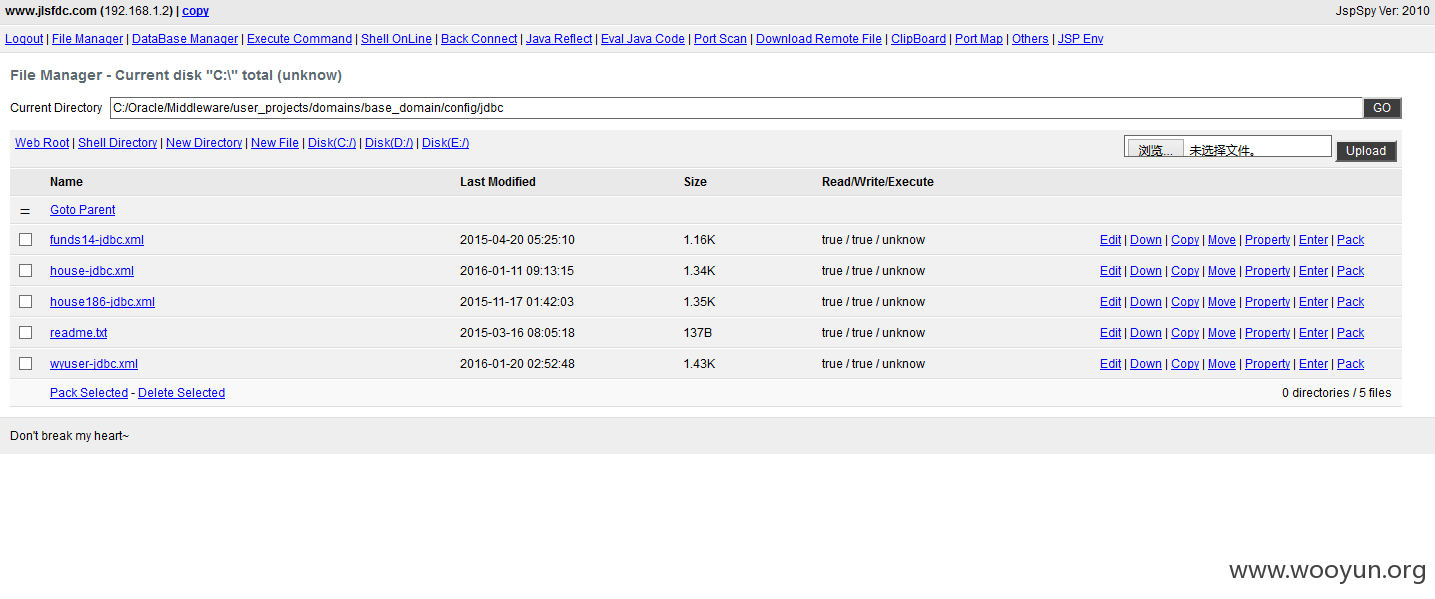 www.jlsfdc.com (192.168.1.2) | copy JspSpy Ver: 2010
Logout | File Manager | DataBase Manager | Execute Command | Shell OnLine | Back Connect | Java Reflect | Eval Java Code | Port Scan | Download Remote File | ClipBoard | Port Map | Others | JSP Env
File Manager - Current disk "C:\" total (unknow)
Current Directory C:/Oracle/Middleware/user_projects/domains/base_domain/config/jdbc GO
Web Root | Shell Directory | New Directory | New File | Disk(C:/) | Disk(D:/) | Disk(E:/) 浏览... 未选择文件。 Upload
Name Last Modified Size Read/Write/Execute
= Goto Parent
funds14-jdbc.xml 2015-04-20 05:25:10 1.16K true / true / unknow Edit | Down | Copy | Move | Property | Enter | Pack
house-jdbc.xml 2016-01-11 09:13:15 1.34K true / true / unknow Edit | Down | Copy | Move | Property | Enter | Pack
house186-jdbc.xml 2015-11-17 01:42:03 1.35K true / true / unknow Edit | Down | Copy | Move | Property | Enter | Pack
readme.txt 2015-03-16 08:05:18 137B true / true / unknow Edit | Down | Copy | Move | Property | Enter | Pack
wyuser-jdbc.xml 2016-01-20 02:52:48 1.43K true / true / unknow Edit | Down | Copy | Move | Property | Enter | Pack
Pack Selected - Delete Selected 0 directories / 5 files
Don't break my heart~
www.wooyun.org